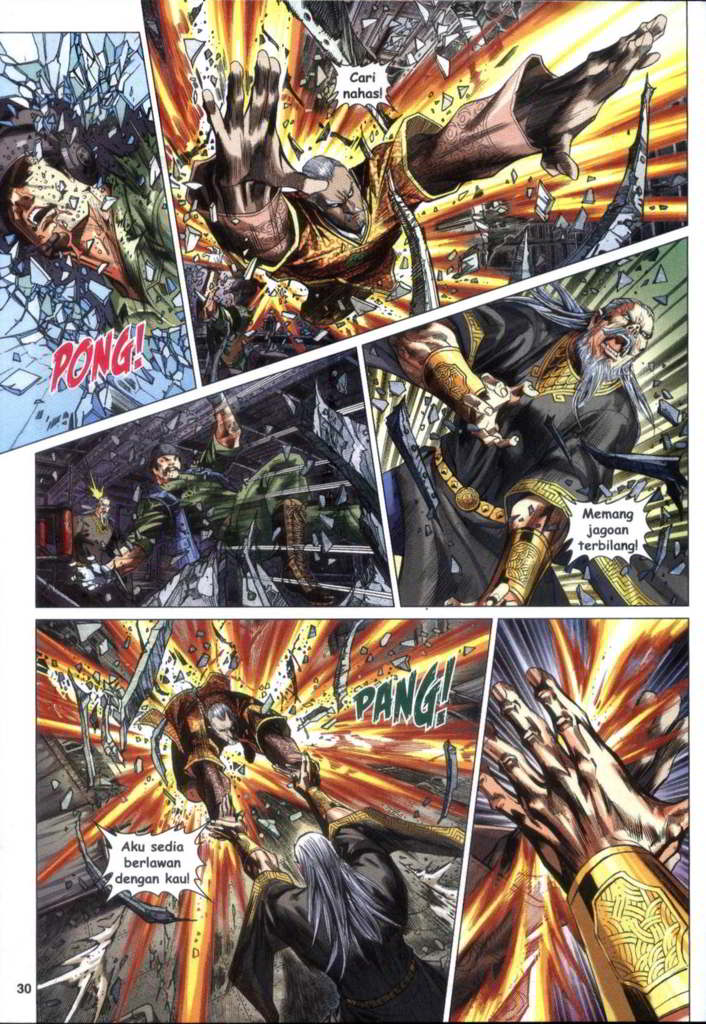 Cari
nahas!
PONG!
Memang
jagoan
terbilang!
PANG!
Aku sedia
berlawan
dengan kau!
30